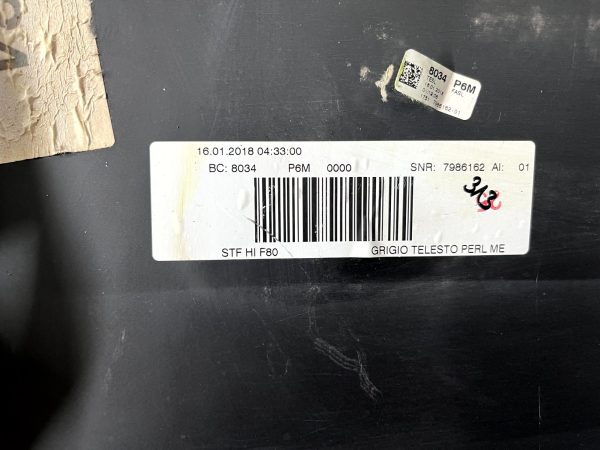 8034
P6M
16.01.2018 04:33:00
BC: 8034 P6M 0000 SNR: 7986162 AI: 01
313
STF HI F80 GRIGIO TELESTO PERL ME